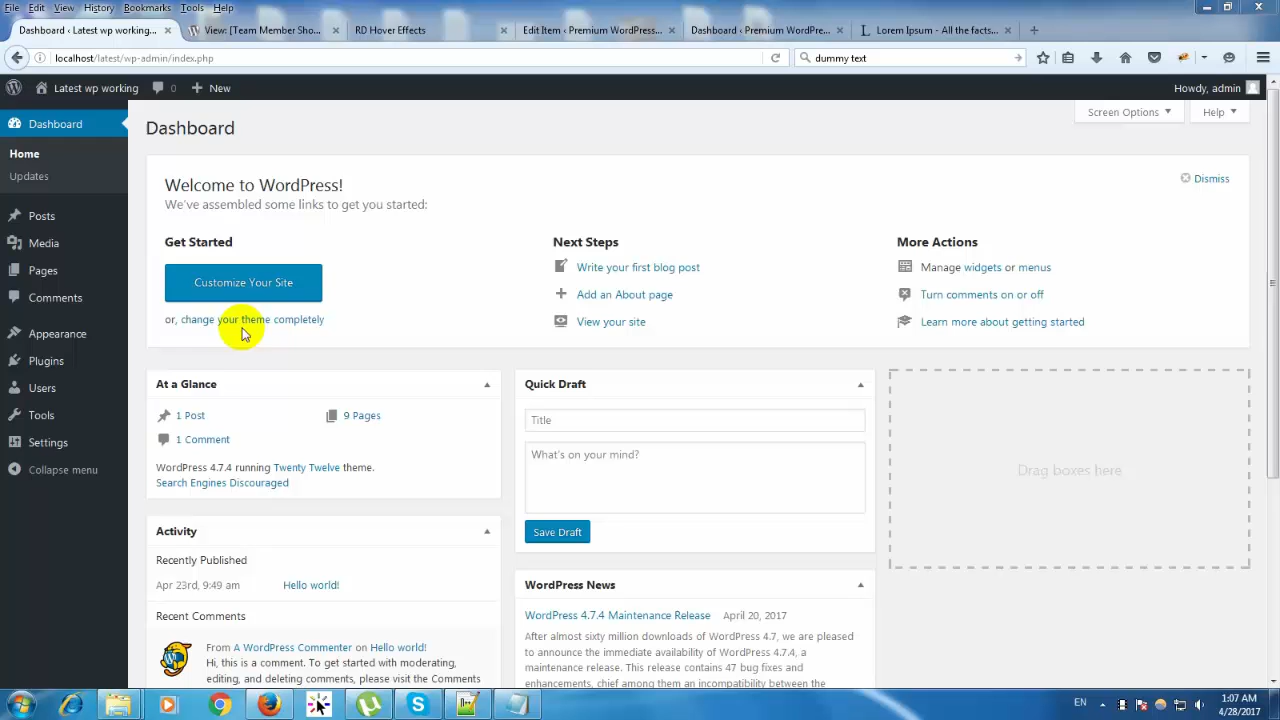 File Edit View History Bookmarks Tools Help
Dashboard ‹ Latest wp working... ×
View: [Team Member Sho... ×
RD Hover Effects ×
Edit Item ‹ Premium WordPress... ×
Dashboard ‹ Premium WordPre... ×
Lorem Ipsum - All the facts... ×
localhost/latest/wp-admin/index.php
dummy text
Latest wp working 0 New
Howdy, admin
Dashboard
Home
Updates
Posts
Media
Pages
Comments
Appearance
Plugins
Users
Tools
Settings
Collapse menu
Screen Options
Help
Dashboard
Welcome to WordPress!
We've assembled some links to get you started:
Dismiss
Get Started
Customize Your Site
or, change your theme completely
Next Steps
Write your first blog post
Add an About page
View your site
More Actions
Manage widgets or menus
Turn comments on or off
Learn more about getting started
At a Glance
1 Post 9 Pages
1 Comment
WordPress 4.7.4 running Twenty Twelve theme.
Search Engines Discouraged
Activity
Recently Published
Apr 23rd, 9:49 am Hello world!
Recent Comments
From A WordPress Commenter on Hello world!
Hi, this is a comment. To get started with moderating,
editing, and deleting comments, please visit the Comments
Quick Draft
Title
What's on your mind?
Save Draft
WordPress News
WordPress 4.7.4 Maintenance Release April 20, 2017
After almost sixty million downloads of WordPress 4.7, we are pleased
to announce the immediate availability of WordPress 4.7.4, a
maintenance release. This release contains 47 bug fixes and
enhancements, chief among them an incompatibility between the
Drag boxes here
EN
1:07 AM
4/28/2017